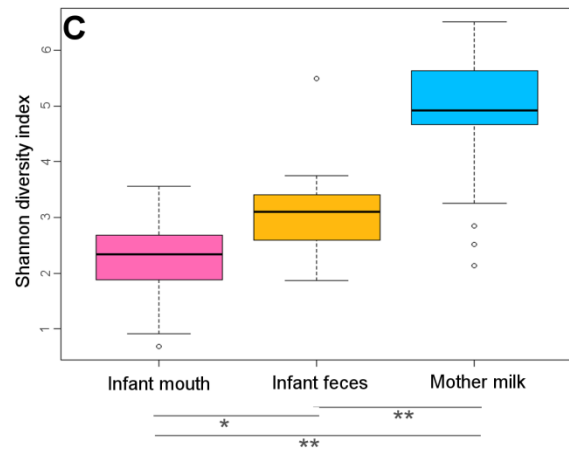 C
Shannon diversity index
6
5
4
3
2
1
Infant mouth Infant feces Mother milk
* **
**